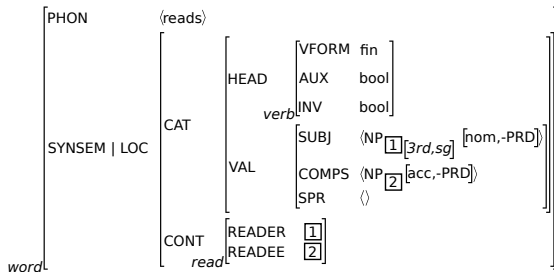 PHON ⟨reads⟩
VFORM fin
HEAD AUX bool
verb INV bool
CAT
SUBJ ⟨NP 1 [3rd,sg] [nom,-PRD]⟩
SYNSEM | LOC
VAL
COMPS ⟨NP 2 [acc,-PRD]⟩
SPR ⟨⟩
READER 1
CONT
read READEE 2
word